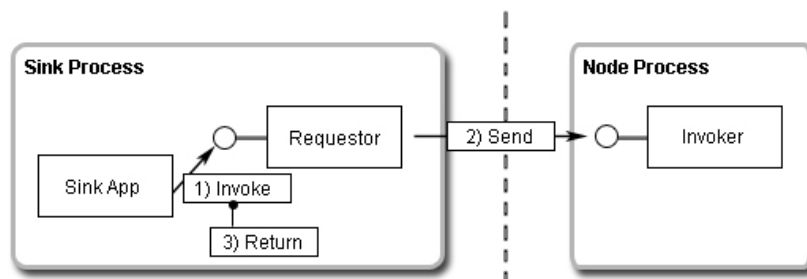 Sink Process
Node Process
Requestor
2) Send
Invoker
Sink App
1) Invoke
3) Return